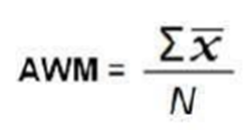 AWM = Σx̄ / N